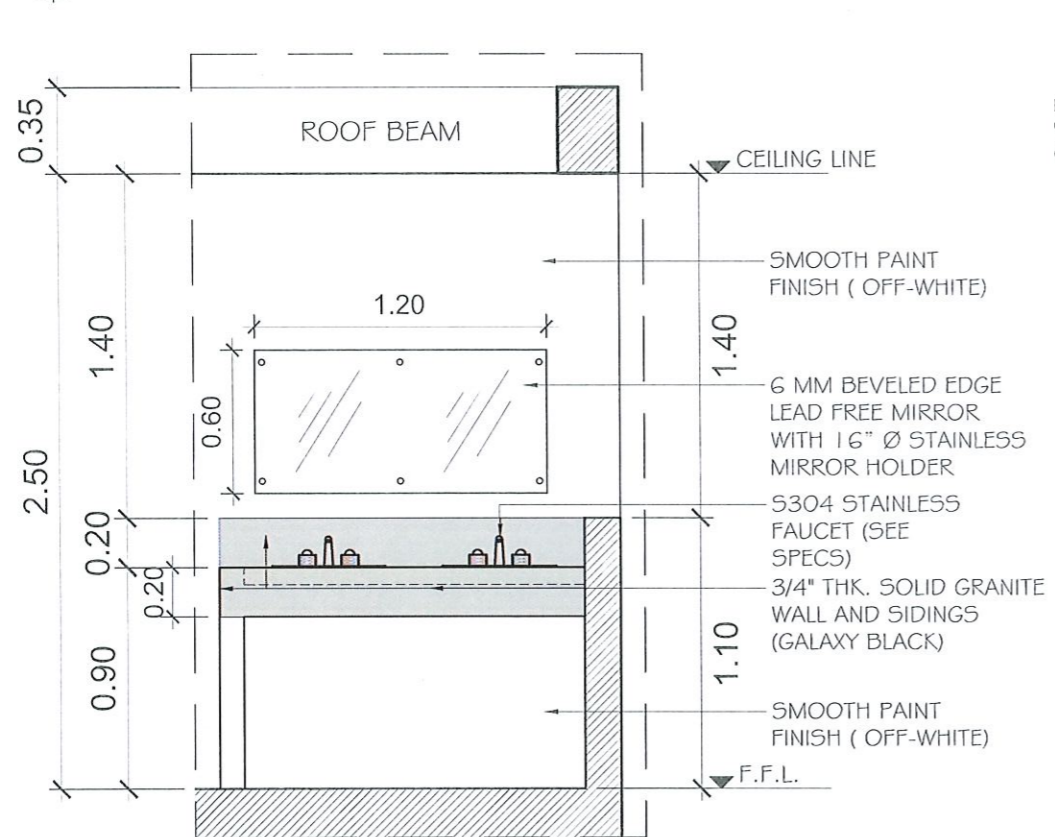 0.35
ROOF BEAM
CEILING LINE
SMOOTH PAINT
FINISH ( OFF-WHITE)
1.20
1.40
1.40
0.60
6 MM BEVELED EDGE
LEAD FREE MIRROR
WITH 16" Ø STAINLESS
MIRROR HOLDER
2.50
S304 STAINLESS
FAUCET (SEE
SPECS)
0.20
0.20
3/4" THK. SOLID GRANITE
WALL AND SIDINGS
(GALAXY BLACK)
0.90
1.10
SMOOTH PAINT
FINISH ( OFF-WHITE)
F.F.L.